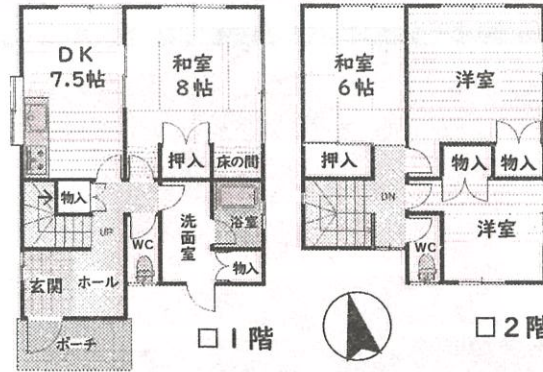 DK
7.5帖
和室
8帖
押入
床の間
物入
UP
WC
洗面室
浴室
物入
玄関
ホール
ポーチ
□1階
和室
6帖
洋室
押入
物入
物入
DN
WC
洋室
□2階